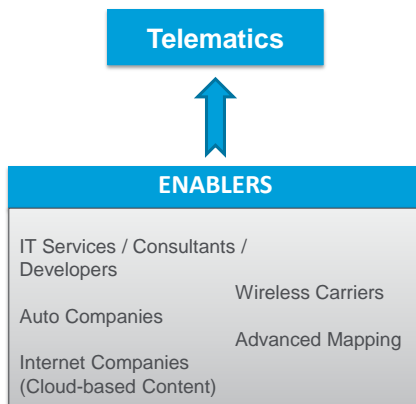 Telematics
ENABLERS
IT Services / Consultants /
Developers
Auto Companies
Internet Companies
(Cloud-based Content)
Wireless Carriers
Advanced Mapping